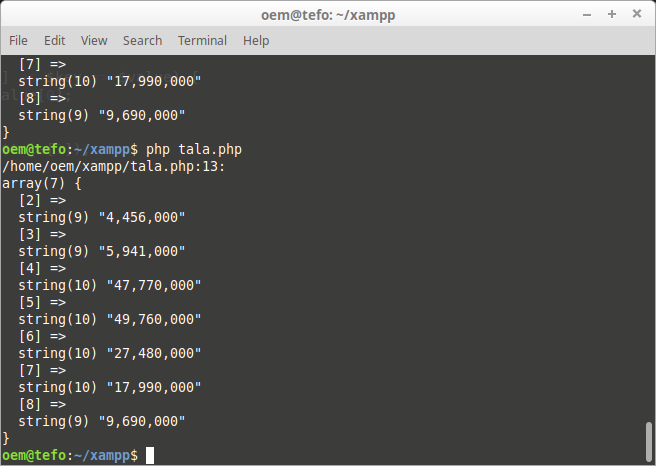 oem@tefo: ~/xampp
File Edit View Search Terminal Help
[7] =>
string(10) "17,990,000"
[8] =>
string(9) "9,690,000"
}
oem@tefo:~/xampp$ php tala.php
/home/oem/xampp/tala.php:13:
array(7) {
[2] =>
string(9) "4,456,000"
[3] =>
string(9) "5,941,000"
[4] =>
string(10) "47,770,000"
[5] =>
string(10) "49,760,000"
[6] =>
string(10) "27,480,000"
[7] =>
string(10) "17,990,000"
[8] =>
string(9) "9,690,000"
}
oem@tefo:~/xampp$